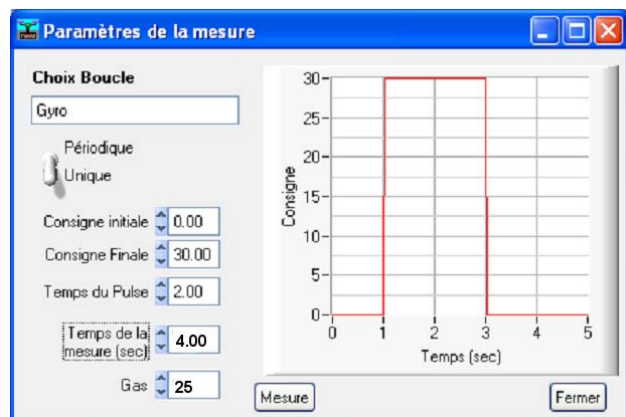 Paramètres de la mesure
Choix Boucle
Gyro
Périodique
Unique
Consigne initiale 0.00
Consigne Finale 30.00
Temps du Pulse 2.00
Temps de la
mesure (sec) 4.00
Gas 25
Consigne
30
25
20
15
10
5
0
0 1 2 3 4 5
Temps (sec)
Mesure
Fermer